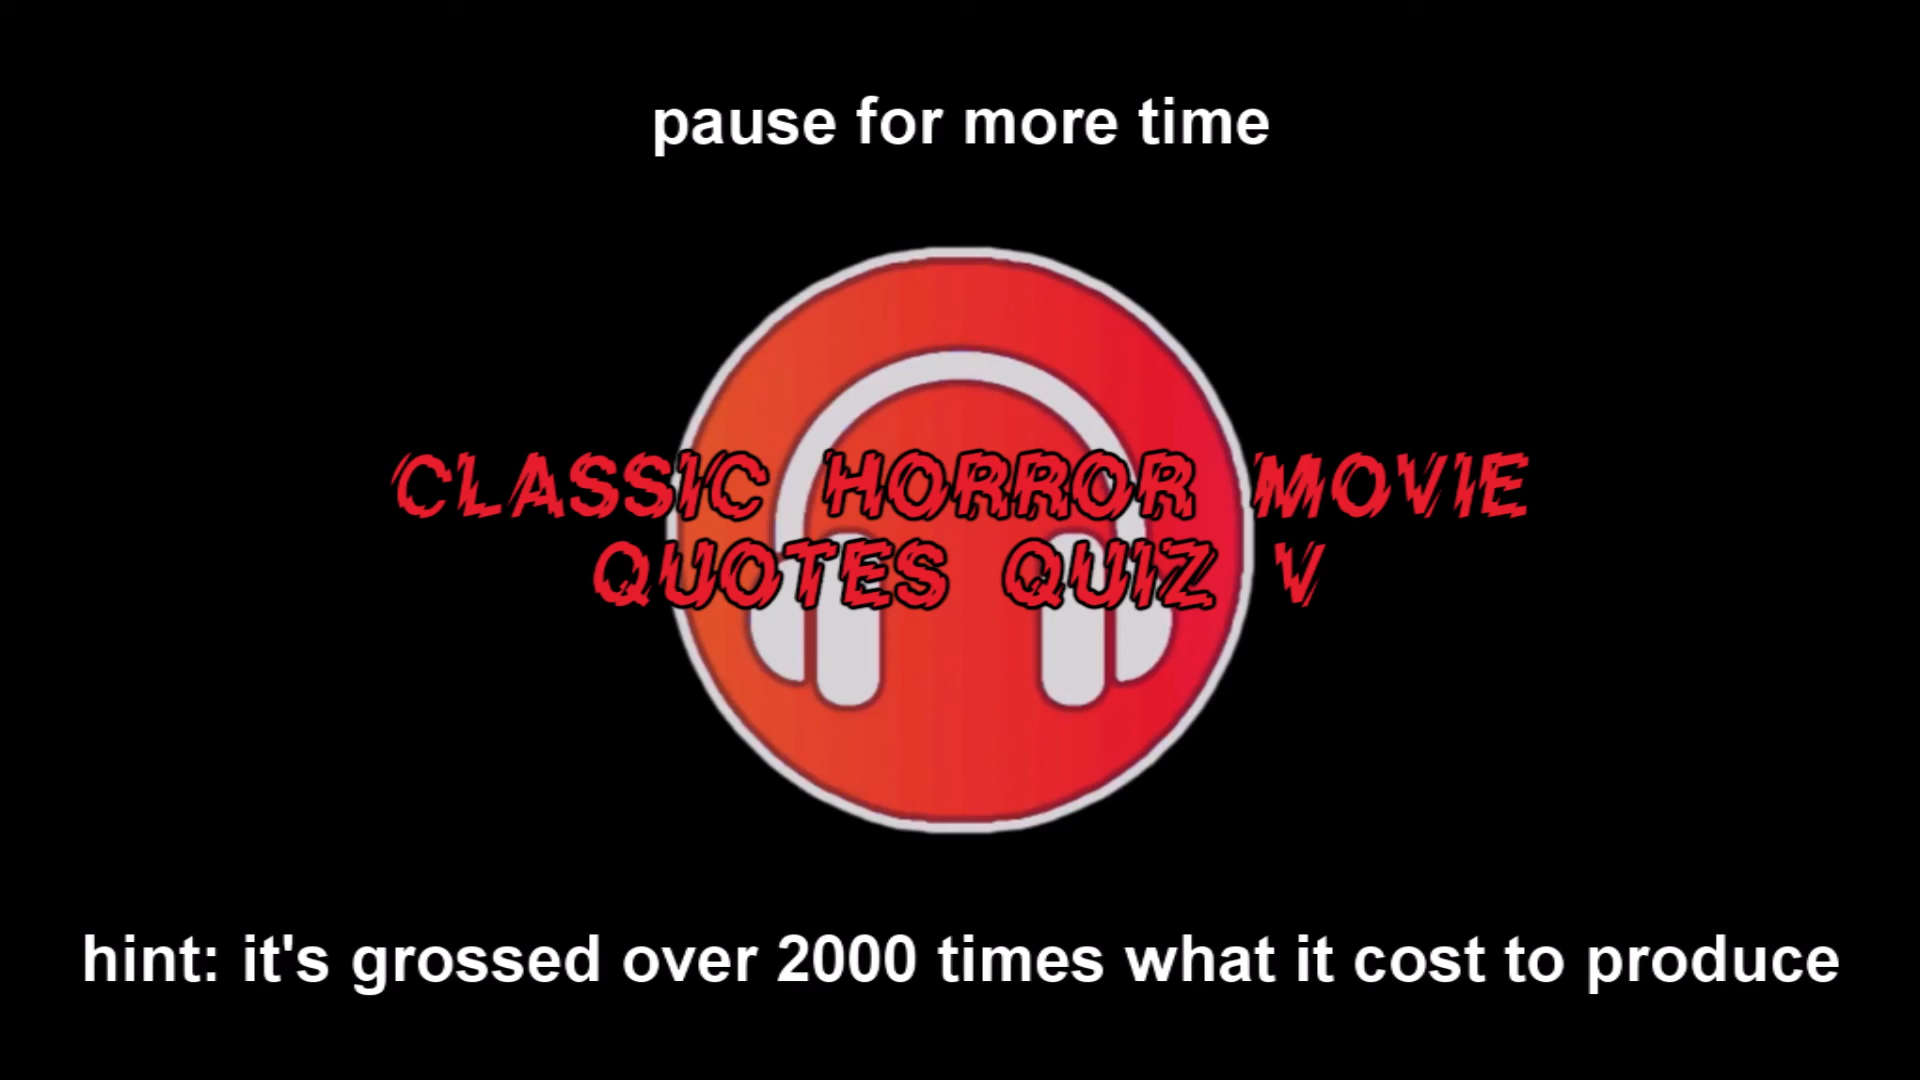 pause for more time
CLASSIC HORROR MOVIE
QUOTES QUIZ V
hint: it's grossed over 2000 times what it cost to produce